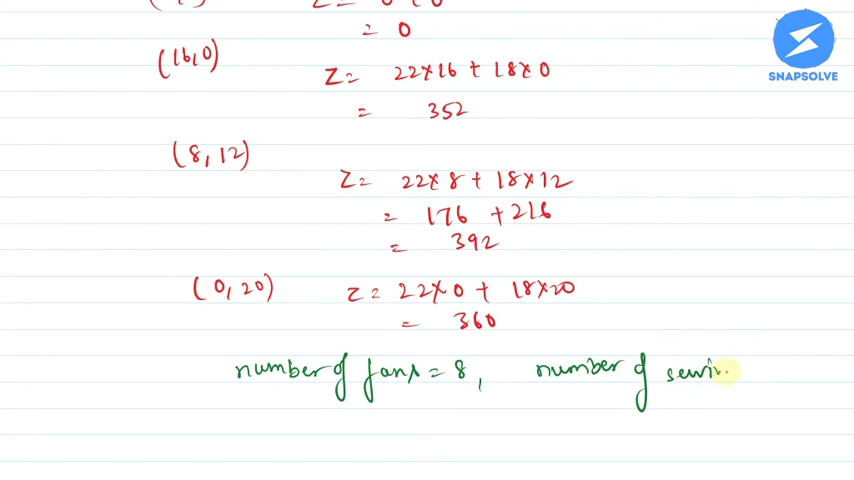 (16,0)
Z = 22×16 + 18×0
= 0
= 352
(8, 12)
Z = 22×8 + 18×12
= 176 + 216
= 392
(0, 20)
Z = 22×0 + 18×20
= 360
number of fans = 8, number of sewi
SNAPSOLVE